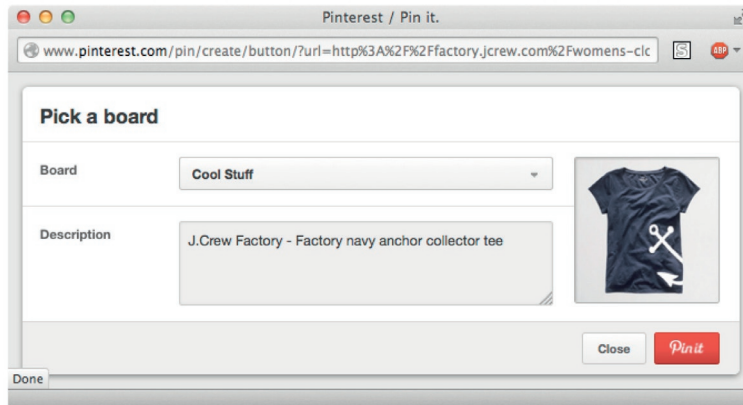 Pinterest / Pin it.
www.pinterest.com/pin/create/button/?url=http%3A%2F%2Ffactory.jcrew.com%2Fwomens-clc
S ABP
Pick a board
Board Cool Stuff
Description J.Crew Factory - Factory navy anchor collector tee
Close Pin it
Done